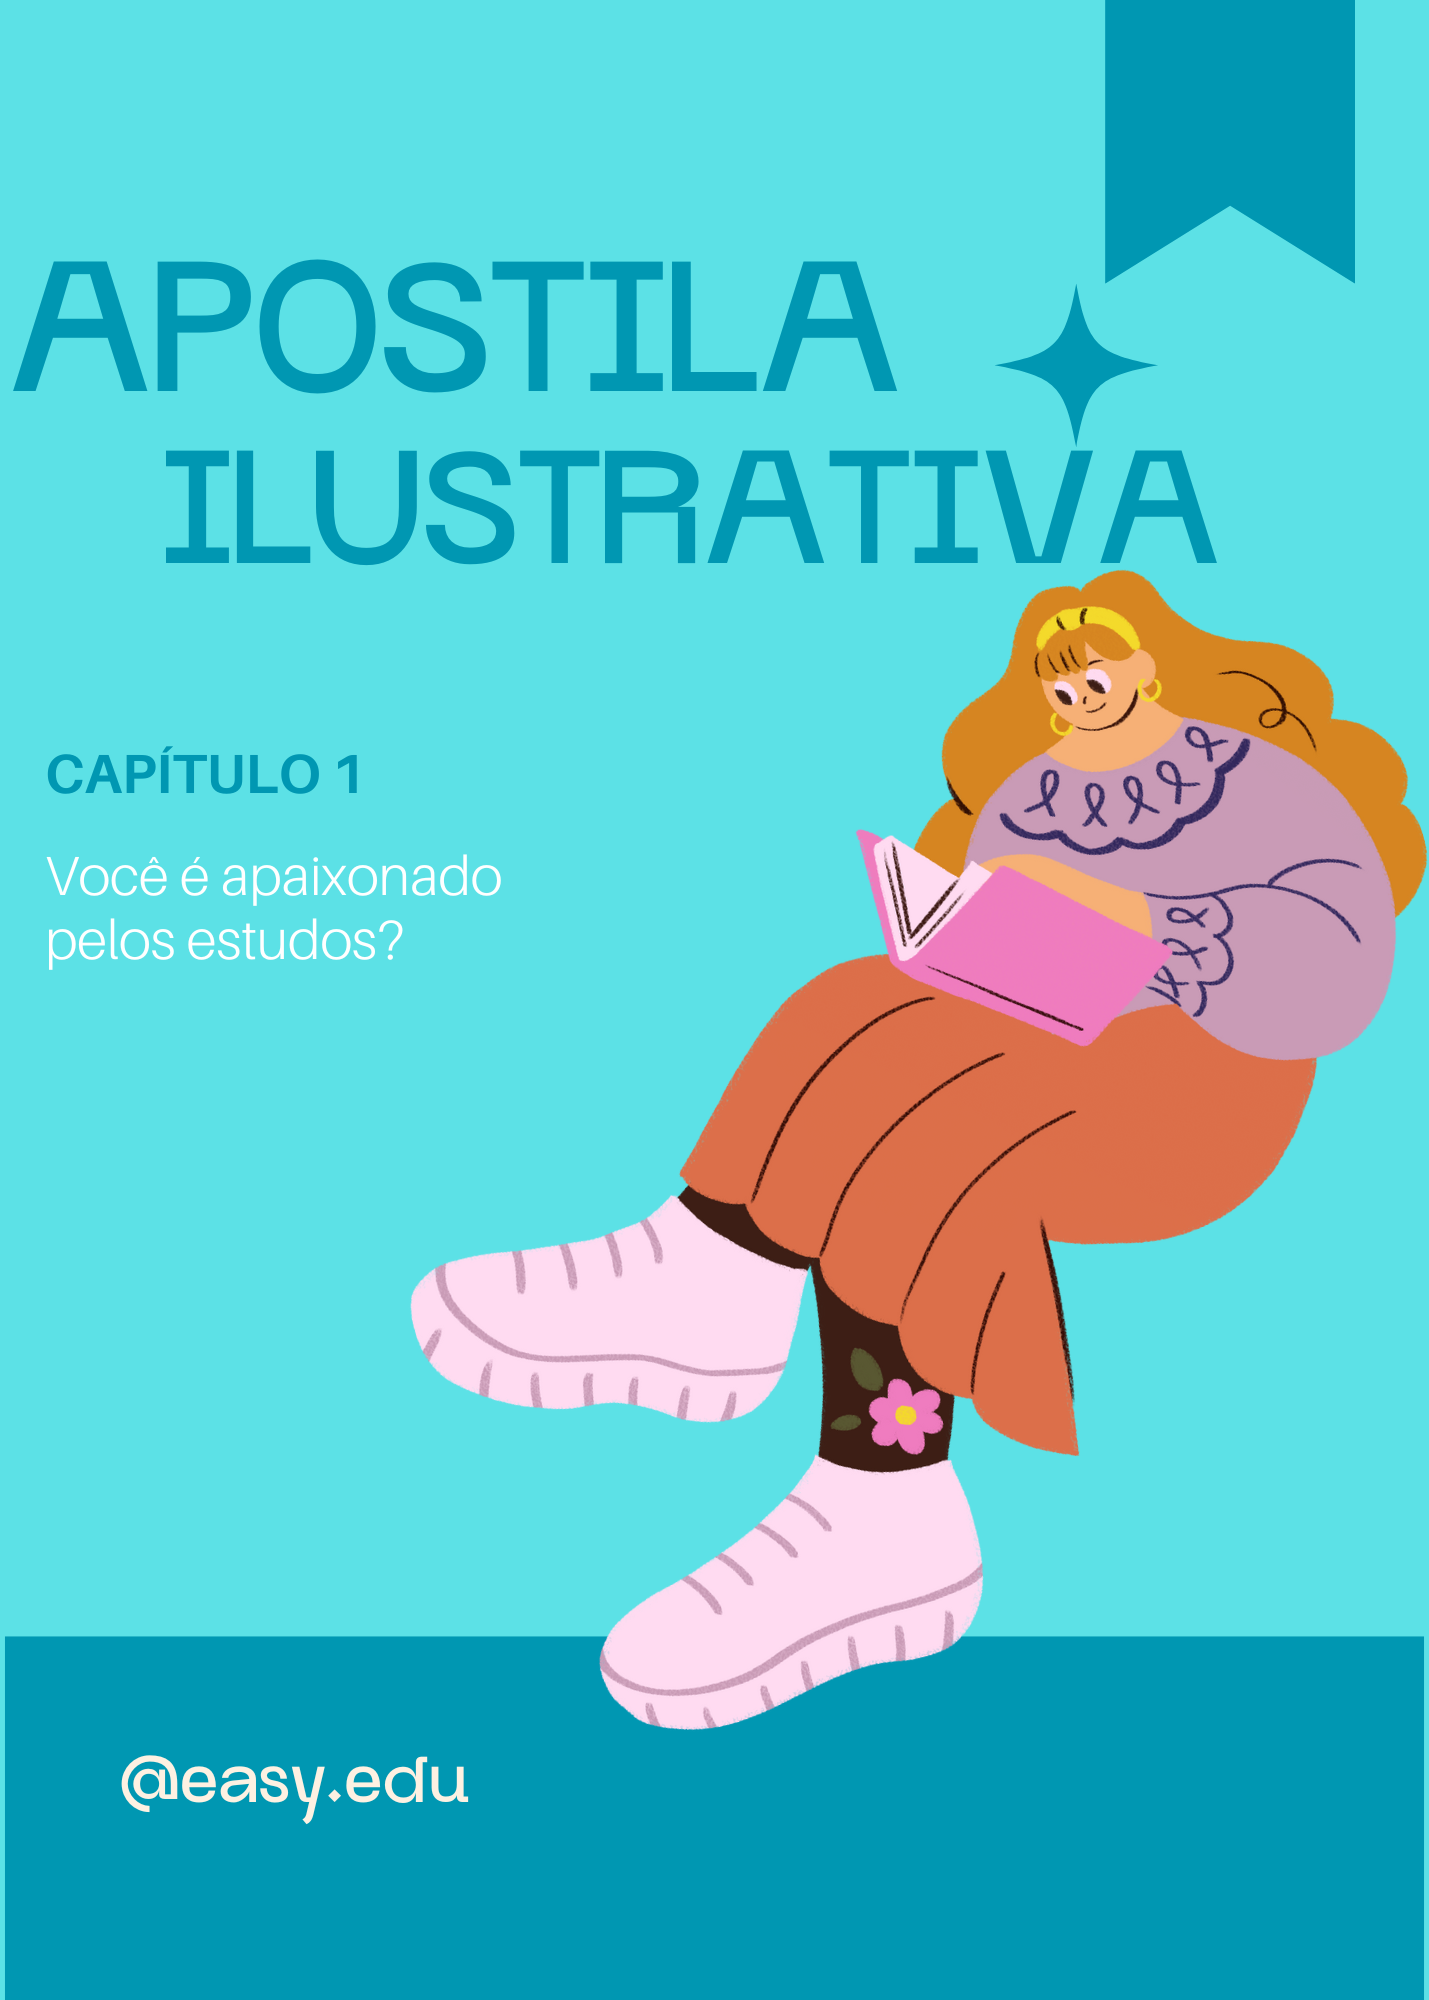 APOSTILA
ILUSTRATIVA
CAPÍTULO 1
Você é apaixonado
pelos estudos?
@easy.edu